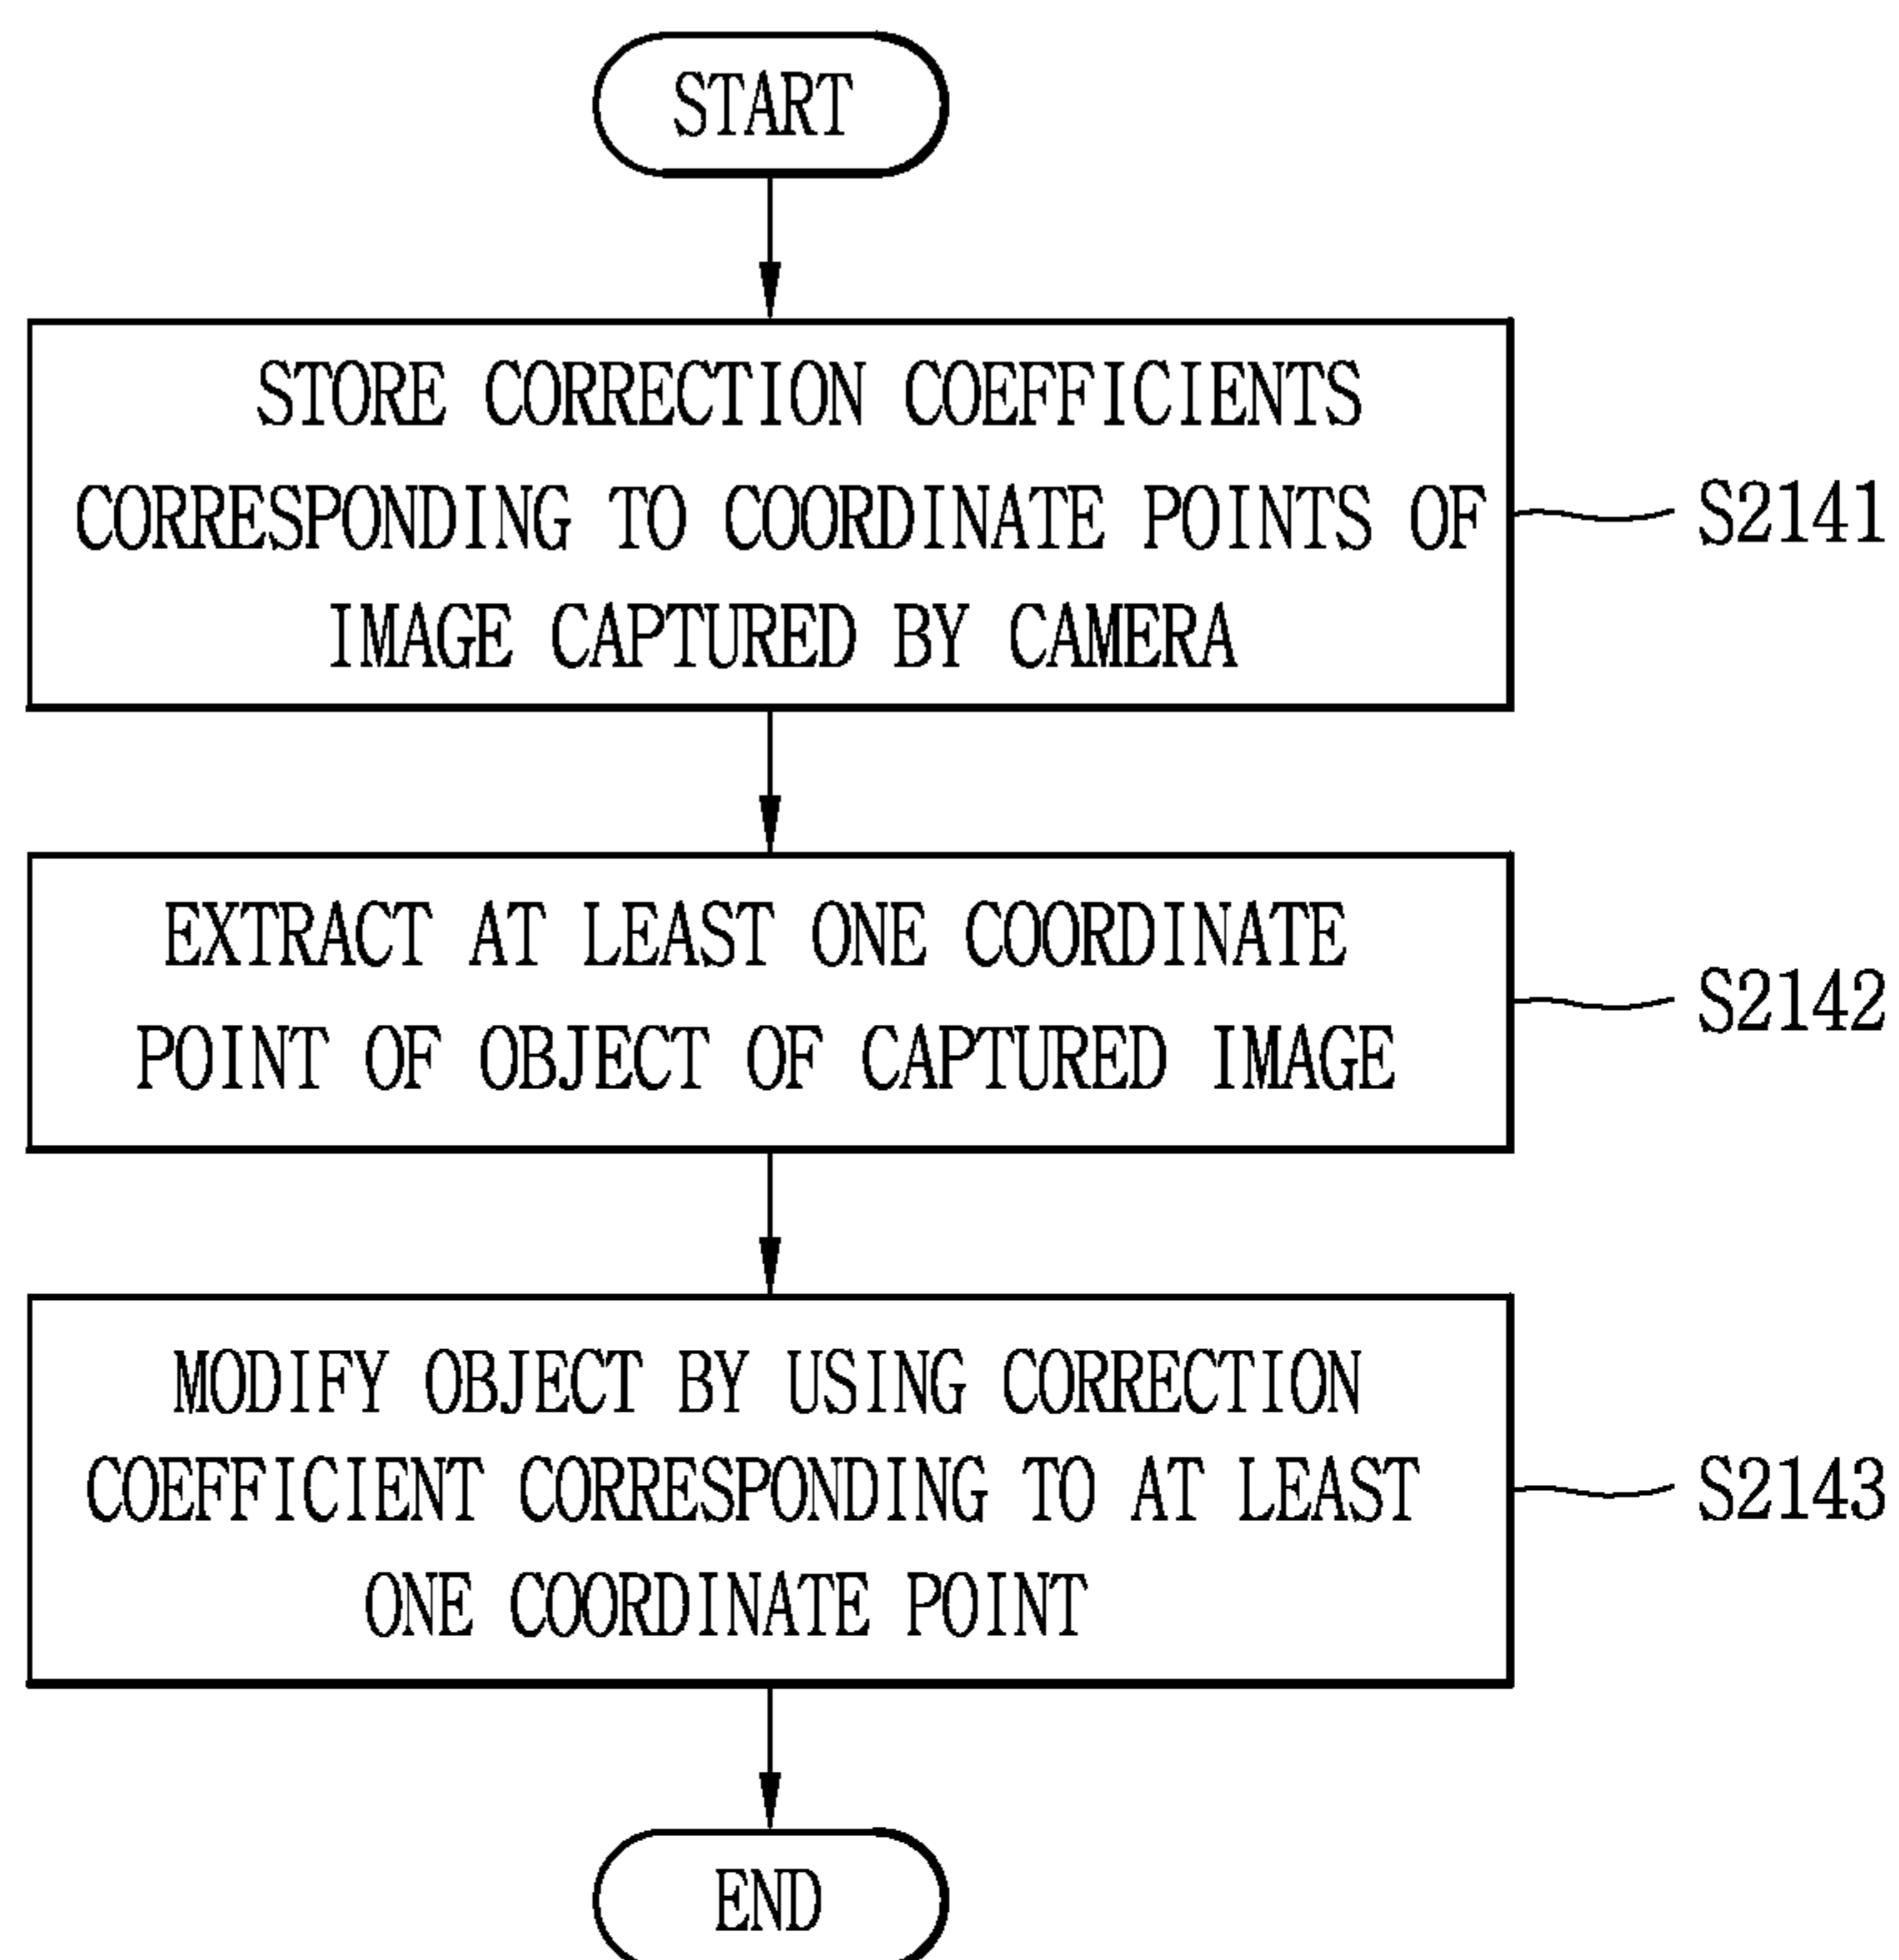 START
STORE CORRECTION COEFFICIENTS
CORRESPONDING TO COORDINATE POINTS OF
IMAGE CAPTURED BY CAMERA
S2141
EXTRACT AT LEAST ONE COORDINATE
POINT OF OBJECT OF CAPTURED IMAGE
S2142
MODIFY OBJECT BY USING CORRECTION
COEFFICIENT CORRESPONDING TO AT LEAST
ONE COORDINATE POINT
S2143
END